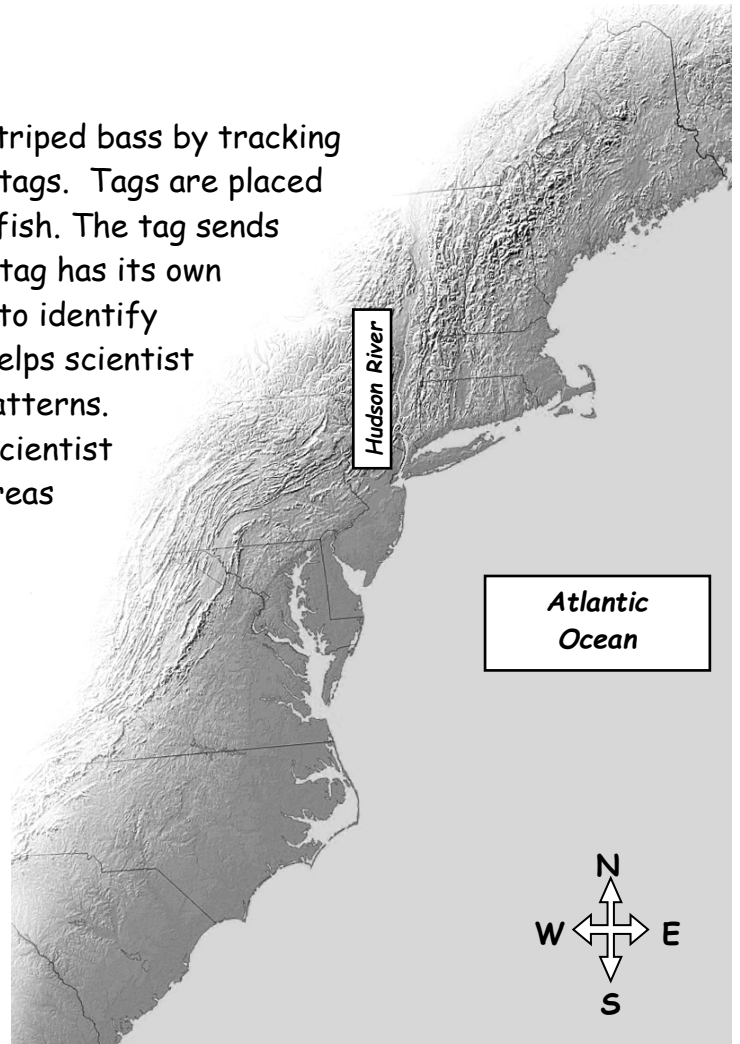 triped bass by tracking
tags.  Tags are placed
fish. The tag sends
tag has its own
to identify
elps scientist
atterns.
cientist
reas
Hudson River
Atlantic
Ocean
N
W E
S